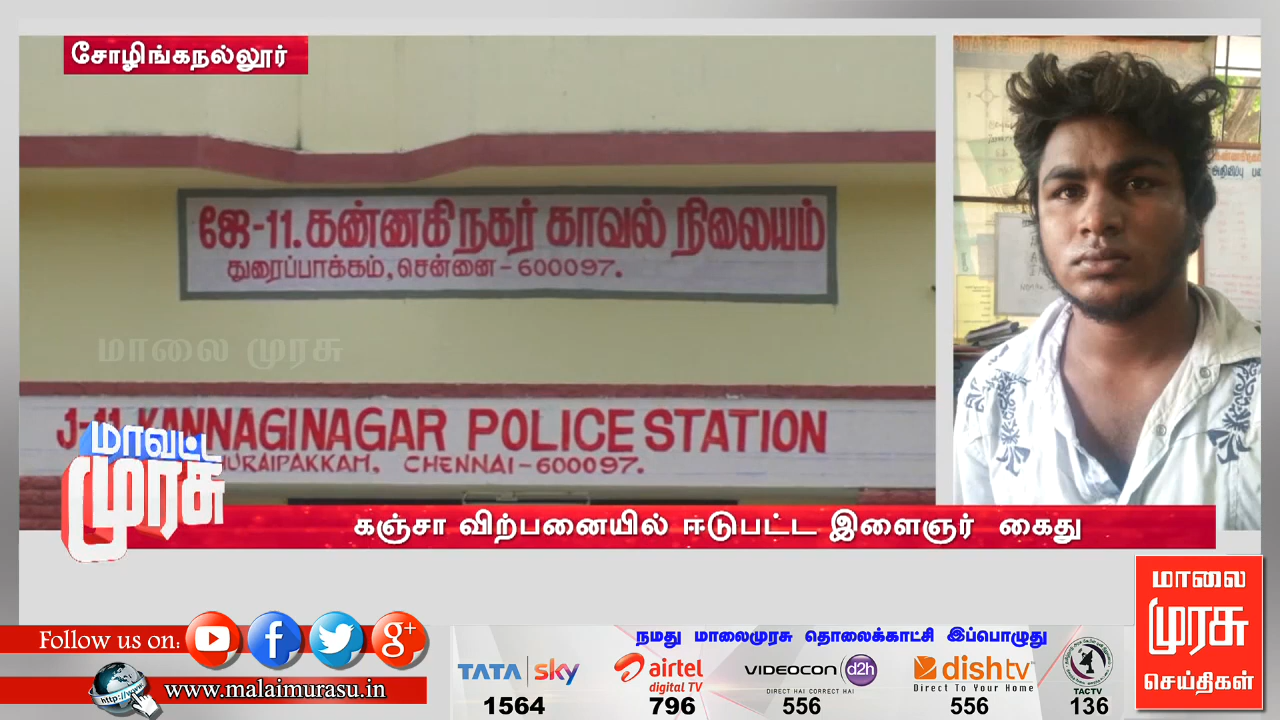 சோழிங்கநல்லூர்
ஜே-11.கன்னகி நகர் காவல் நிலையம்
துரைப்பாக்கம்,சென்னை-600097.
மாலை முரசு
J-11 KANNAGINAGAR POLICE STATION
URAIPAKKAM, CHENNAI-600097.
மாவட்ட
முரசு
கஞ்சா விற்பனையில் ஈடுபட்ட இளைஞர் கைது
மாலை
முரசு
செய்திகள்
Follow us on:
http://www
www.malaimurasu.in
நமது மாலைமுரசு தொலைக்காட்சி இப்பொழுது
TATA sky
1564
airtel
digital TV
796
VIDEOCON d2h
DIRECT HAI CORRECT HAI
556
dishtv
Direct To Your Home
556
TACTV
136